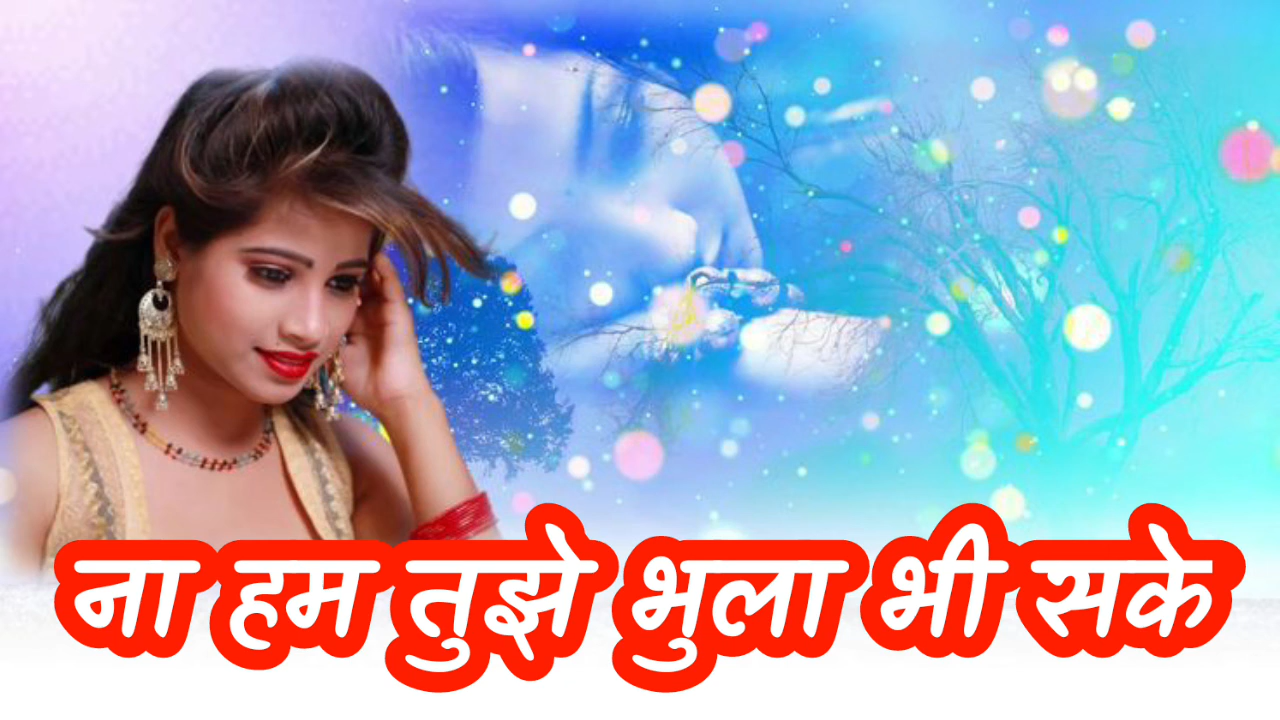 ना हम तुझे भुला भी सके